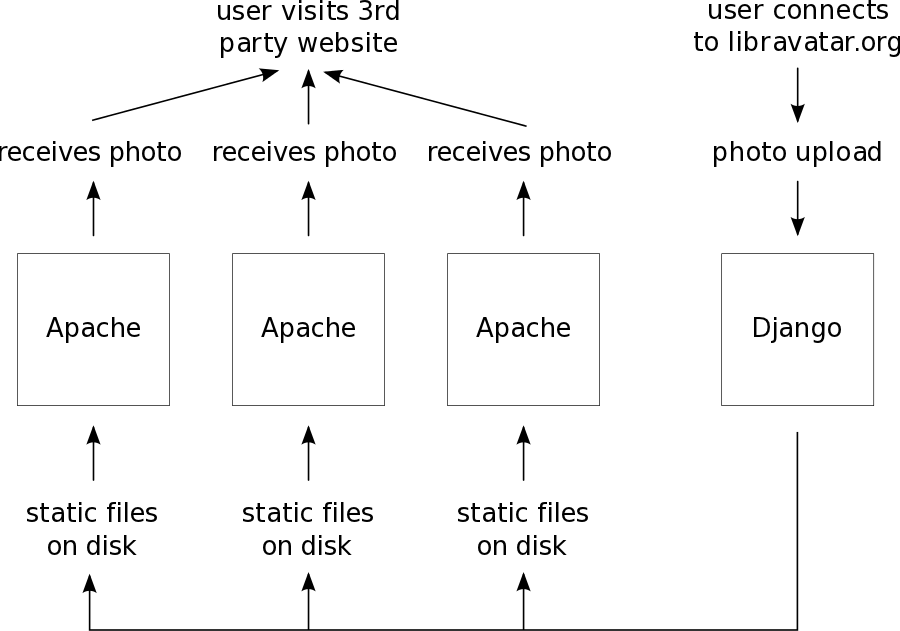 user visits 3rd
party website
user connects
to libravatar.org
receives photo
receives photo
receives photo
photo upload
Apache
Apache
Apache
Django
static files
on disk
static files
on disk
static files
on disk